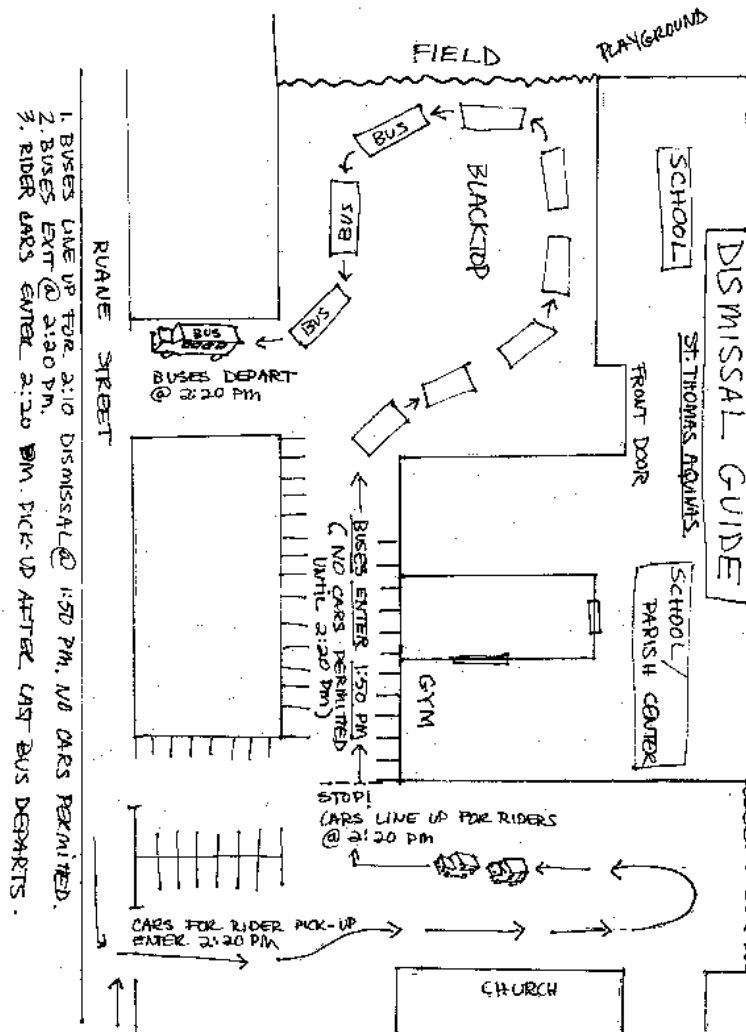 DISMISSAL GUIDE
ST. THOMAS AQUINAS
SCHOOL
SCHOOL/
PARISH CENTER
FRONT DOOR
PLAYGROUND
FIELD
BLACKTOP
BUS
BUS
BUS
BUS
BUSES DEPART
@ 2:20 PM
BUSES ENTER 1:50 PM
(NO CARS PERMITTED
UNTIL 2:20 PM)
GYM
STOP!
CARS LINE UP FOR RIDERS
@ 2:20 PM
CARS FOR RIDER PICK-UP
ENTER 2:20 PM
CHURCH
RUANE STREET
1. BUSES LINE UP FOR 2:10 DISMISSAL @ 1:50 PM. NO CARS PERMITTED.
2. BUSES EXIT @ 2:20 PM.
3. RIDER CARS ENTER 2:20 PM. PICK-UP AFTER LAST BUS DEPARTS.